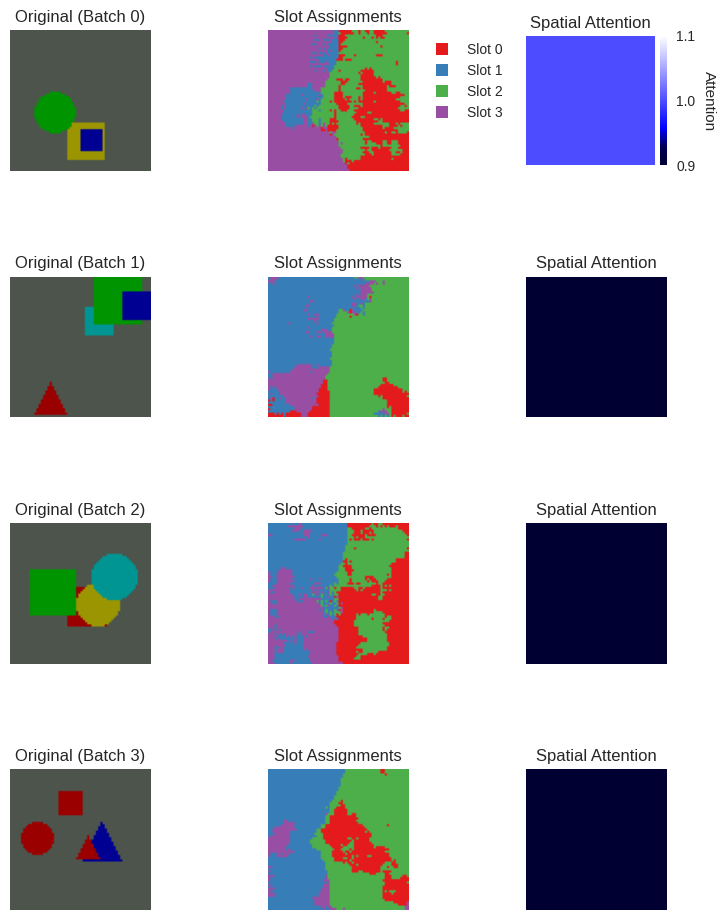 Original (Batch 0)
Slot Assignments
Slot 0
Slot 1
Slot 2
Slot 3
Spatial Attention
1.1
1.0
0.9
Attention
Original (Batch 1)
Slot Assignments
Spatial Attention
Original (Batch 2)
Slot Assignments
Spatial Attention
Original (Batch 3)
Slot Assignments
Spatial Attention